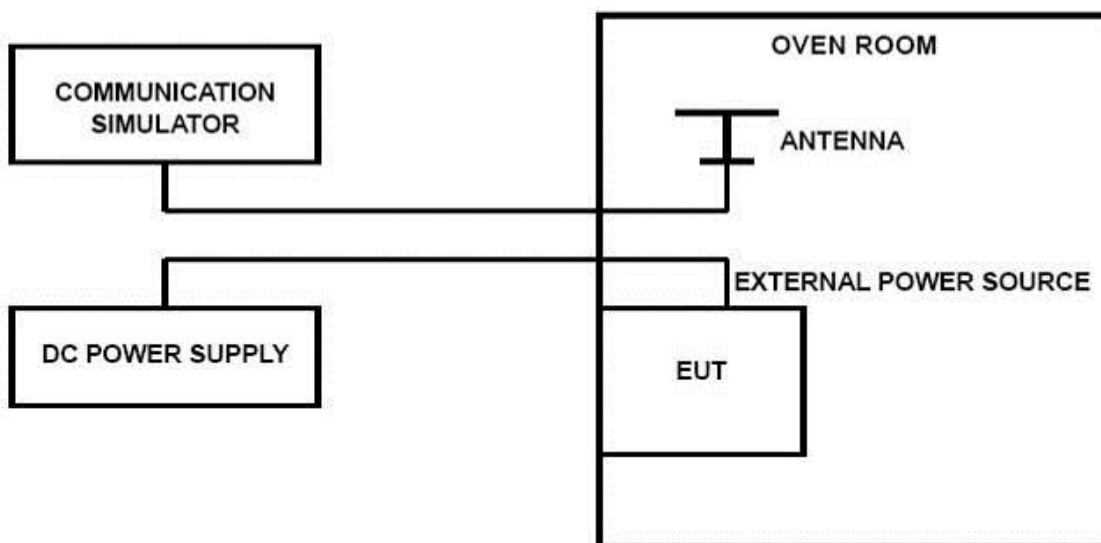 OVEN ROOM
COMMUNICATION
SIMULATOR
ANTENNA
EXTERNAL POWER SOURCE
DC POWER SUPPLY
EUT